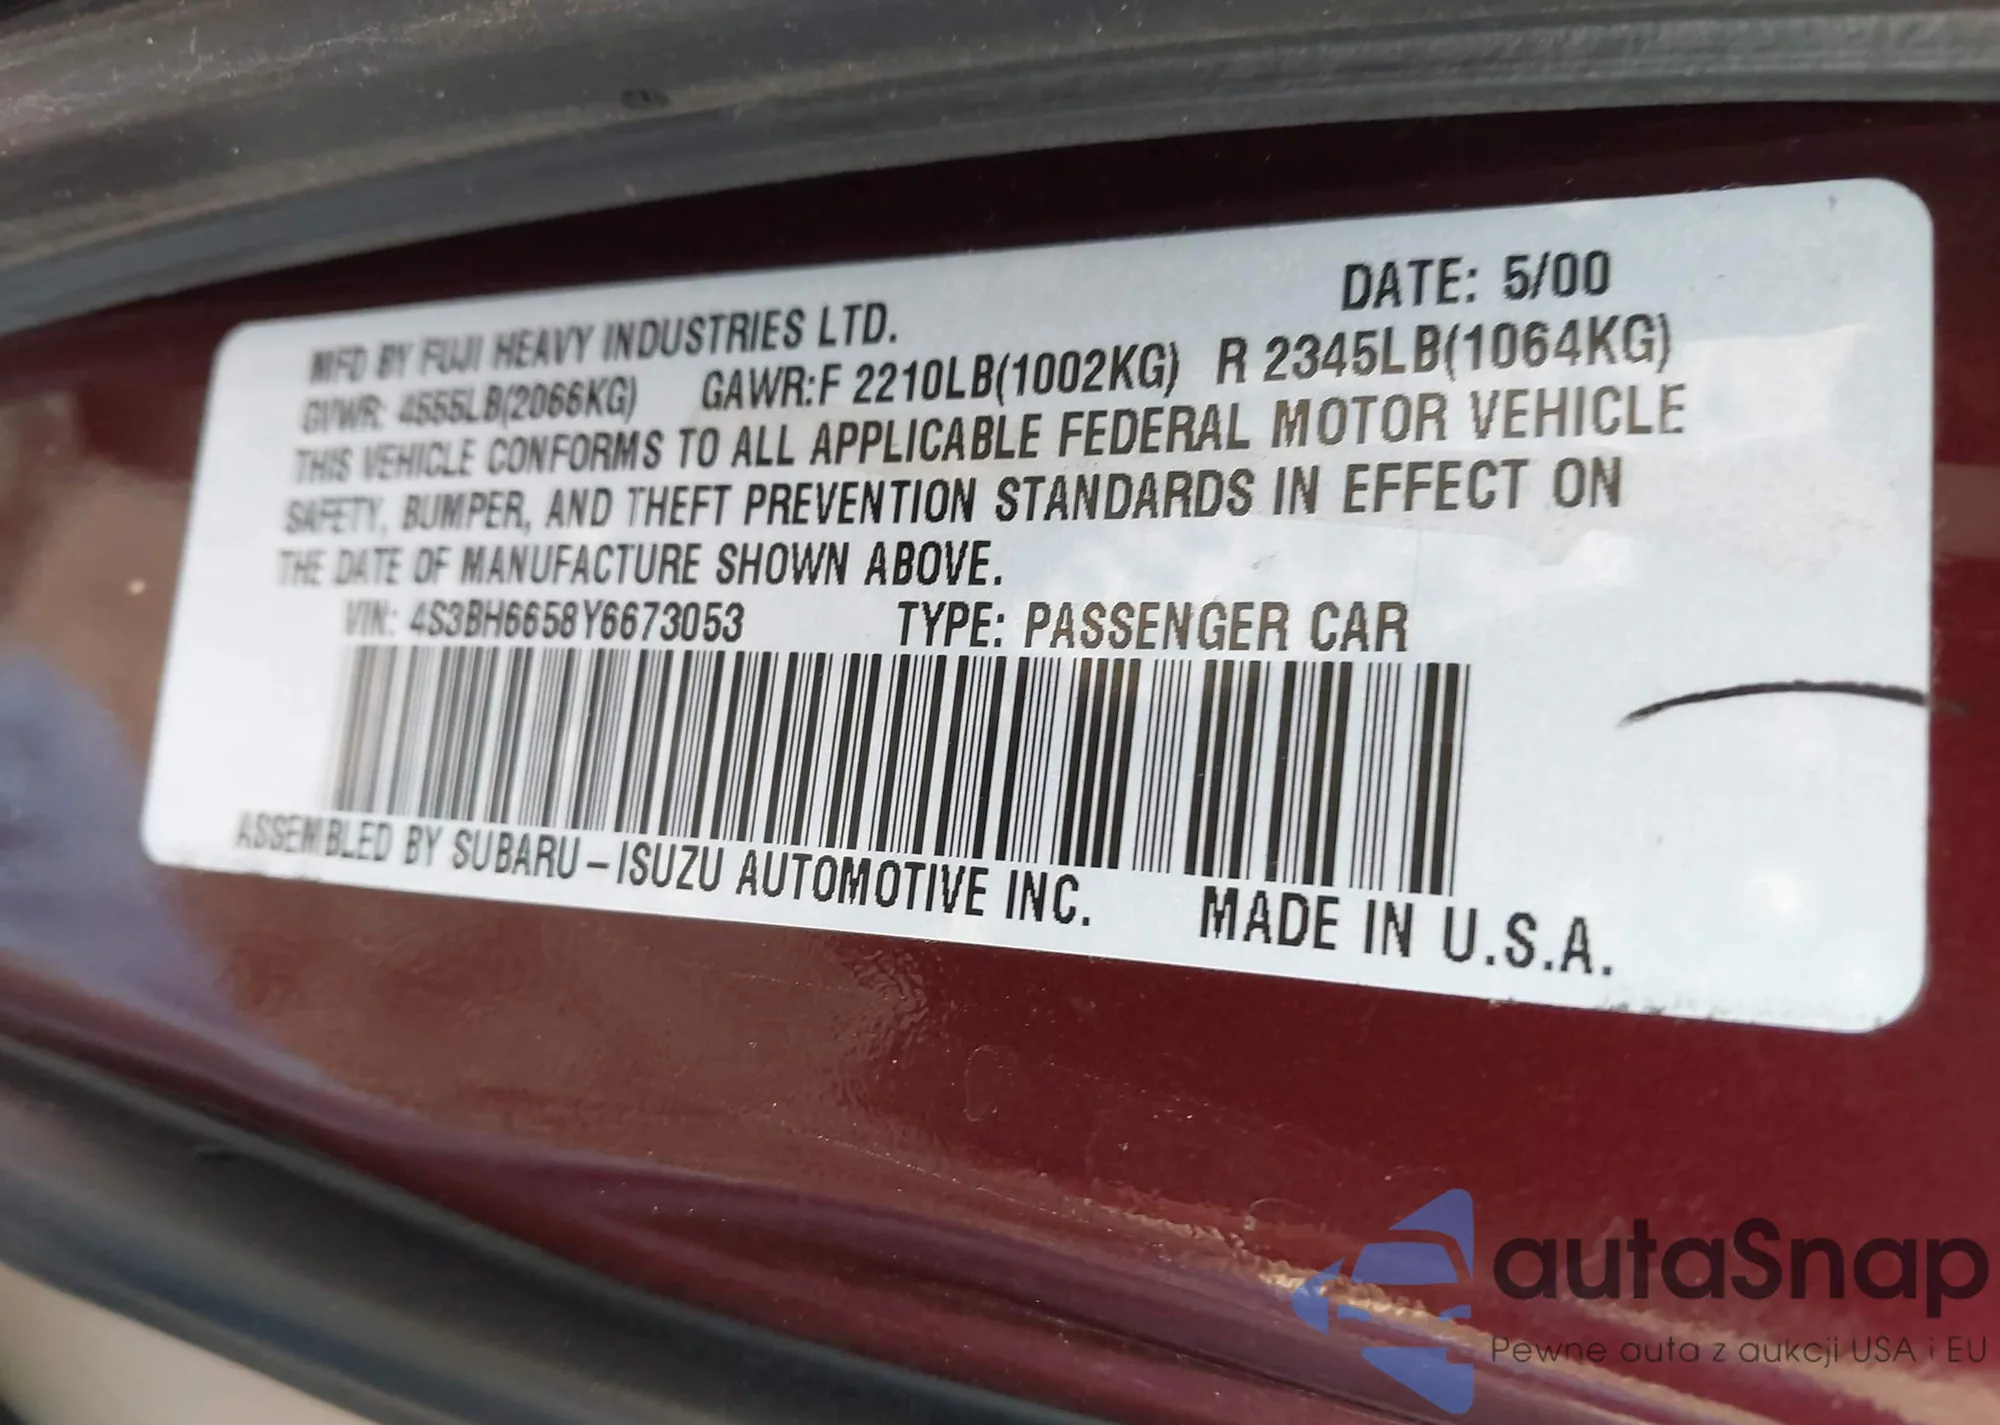 MFD BY FUJI HEAVY INDUSTRIES LTD. DATE: 5/00
GVWR: 4555LB(2066KG) GAWR:F 2210LB(1002KG) R 2345LB(1064KG)
THIS VEHICLE CONFORMS TO ALL APPLICABLE FEDERAL MOTOR VEHICLE
SAFETY, BUMPER, AND THEFT PREVENTION STANDARDS IN EFFECT ON
THE DATE OF MANUFACTURE SHOWN ABOVE.
VIN: 4S3BH6658Y6673053 TYPE: PASSENGER CAR
ASSEMBLED BY SUBARU-ISUZU AUTOMOTIVE INC. MADE IN U.S.A.
autaSnap
Pewne auta z aukcji USA i EU